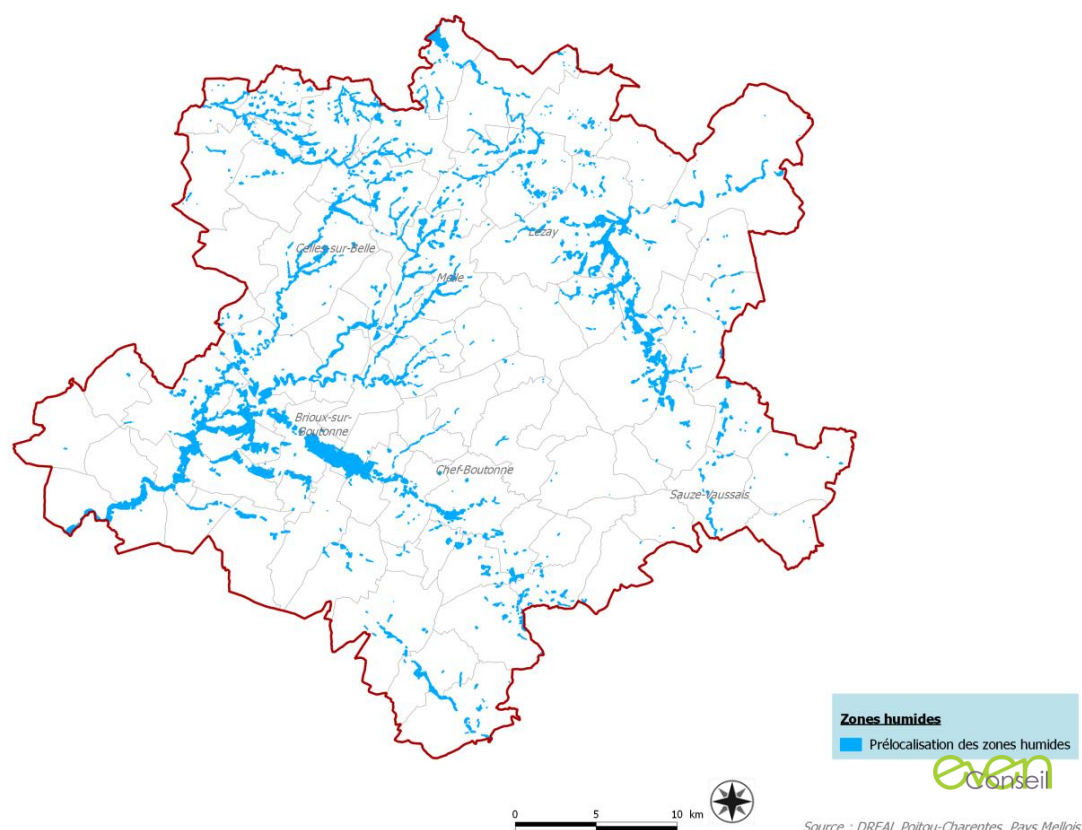 Lezay
Celles-sur-Belle
Melle
Brioux-sur-
Boutonne
Chef-Boutonne
Sauzé-Vaussais
Zones humides
Prélocalisation des zones humides
even
Conseil
0 5 10 km
Source : DREAL Poitou-Charentes, Pays Mellois